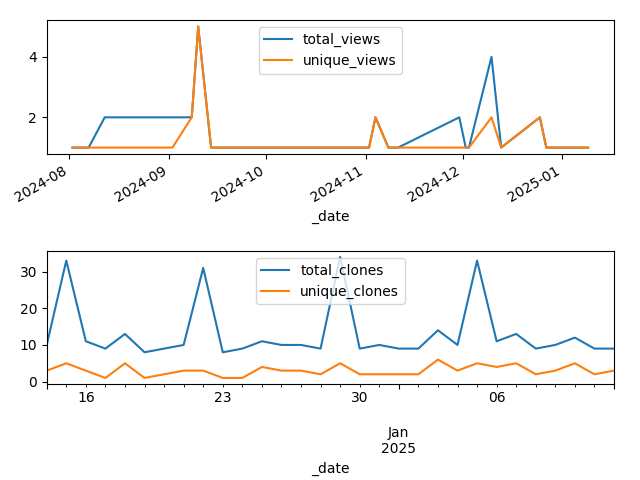 4
2
total_views
unique_views
2024-08
2024-09
2024-10
2024-11
2024-12
2025-01
_date
30
20
10
0
total_clones
unique_clones
16
23
30
06
Jan
2025
_date